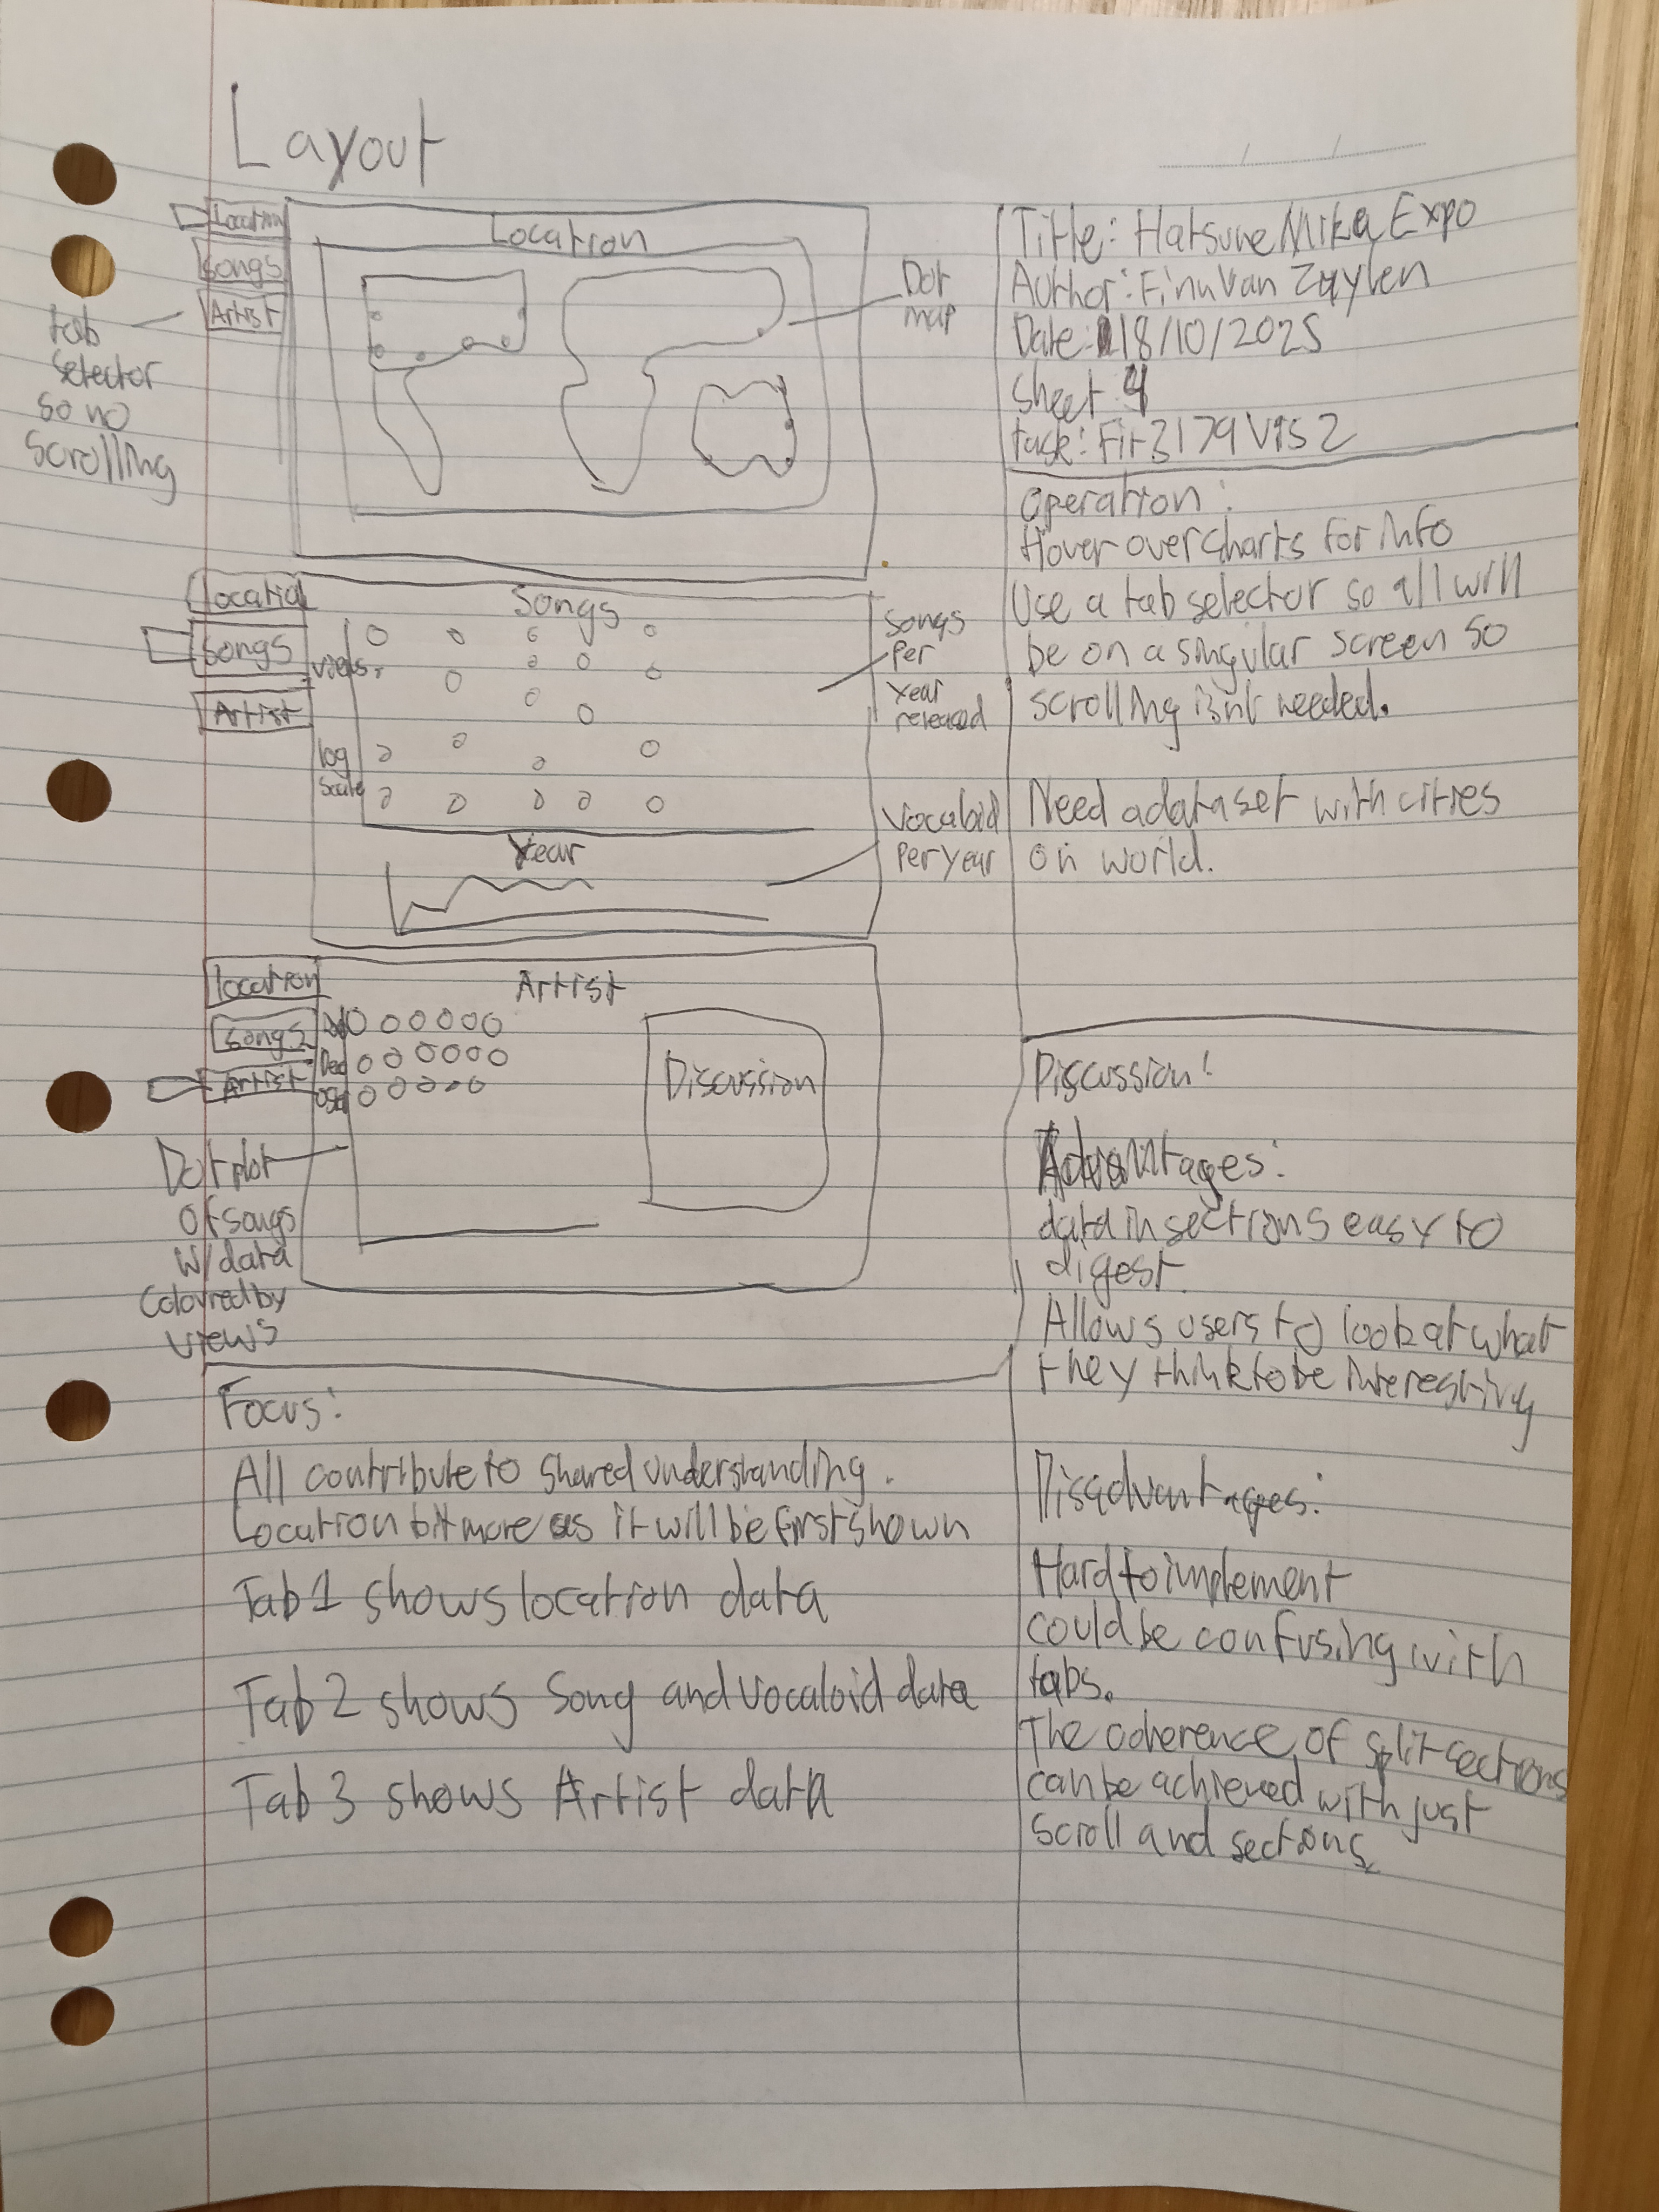 Layout
Location
Songs
Artist
tab
selector
so no
scrolling
Location
Dot
map
locatio
songs
Artist
Songs
views
log
Scale
Year
songs
per
year
released
Vocaloid
per year
location
songs
Artist
Artist
Dec
Discussion
Dot plot
of songs
w/data
coloured by
views
Focus:
All contribute to shared understanding.
Location bit more as it will be first shown
Tab 1 shows location data
Tab 2 shows song and vocaloid data
Tab 3 shows Artist data
Title: Hatsune Miku Expo
Author: Finn Van Zuylen
Date: 18/10/2025
Sheet 4
task: Fit 3179 Vis 2
Operation:
Hover over charts for info
Use a tab selector so all will
be on a singular screen so
scrolling isnt needed.
Need a dataset with cities
on world.
Discussion:
Advantages:
data in sections easy to
digest.
Allows users to look at what
they think to be interesting
Disadvantages:
Hard to implement
could be confusing with
tabs.
The coherence of split sections
can be achieved with just
scroll and sections